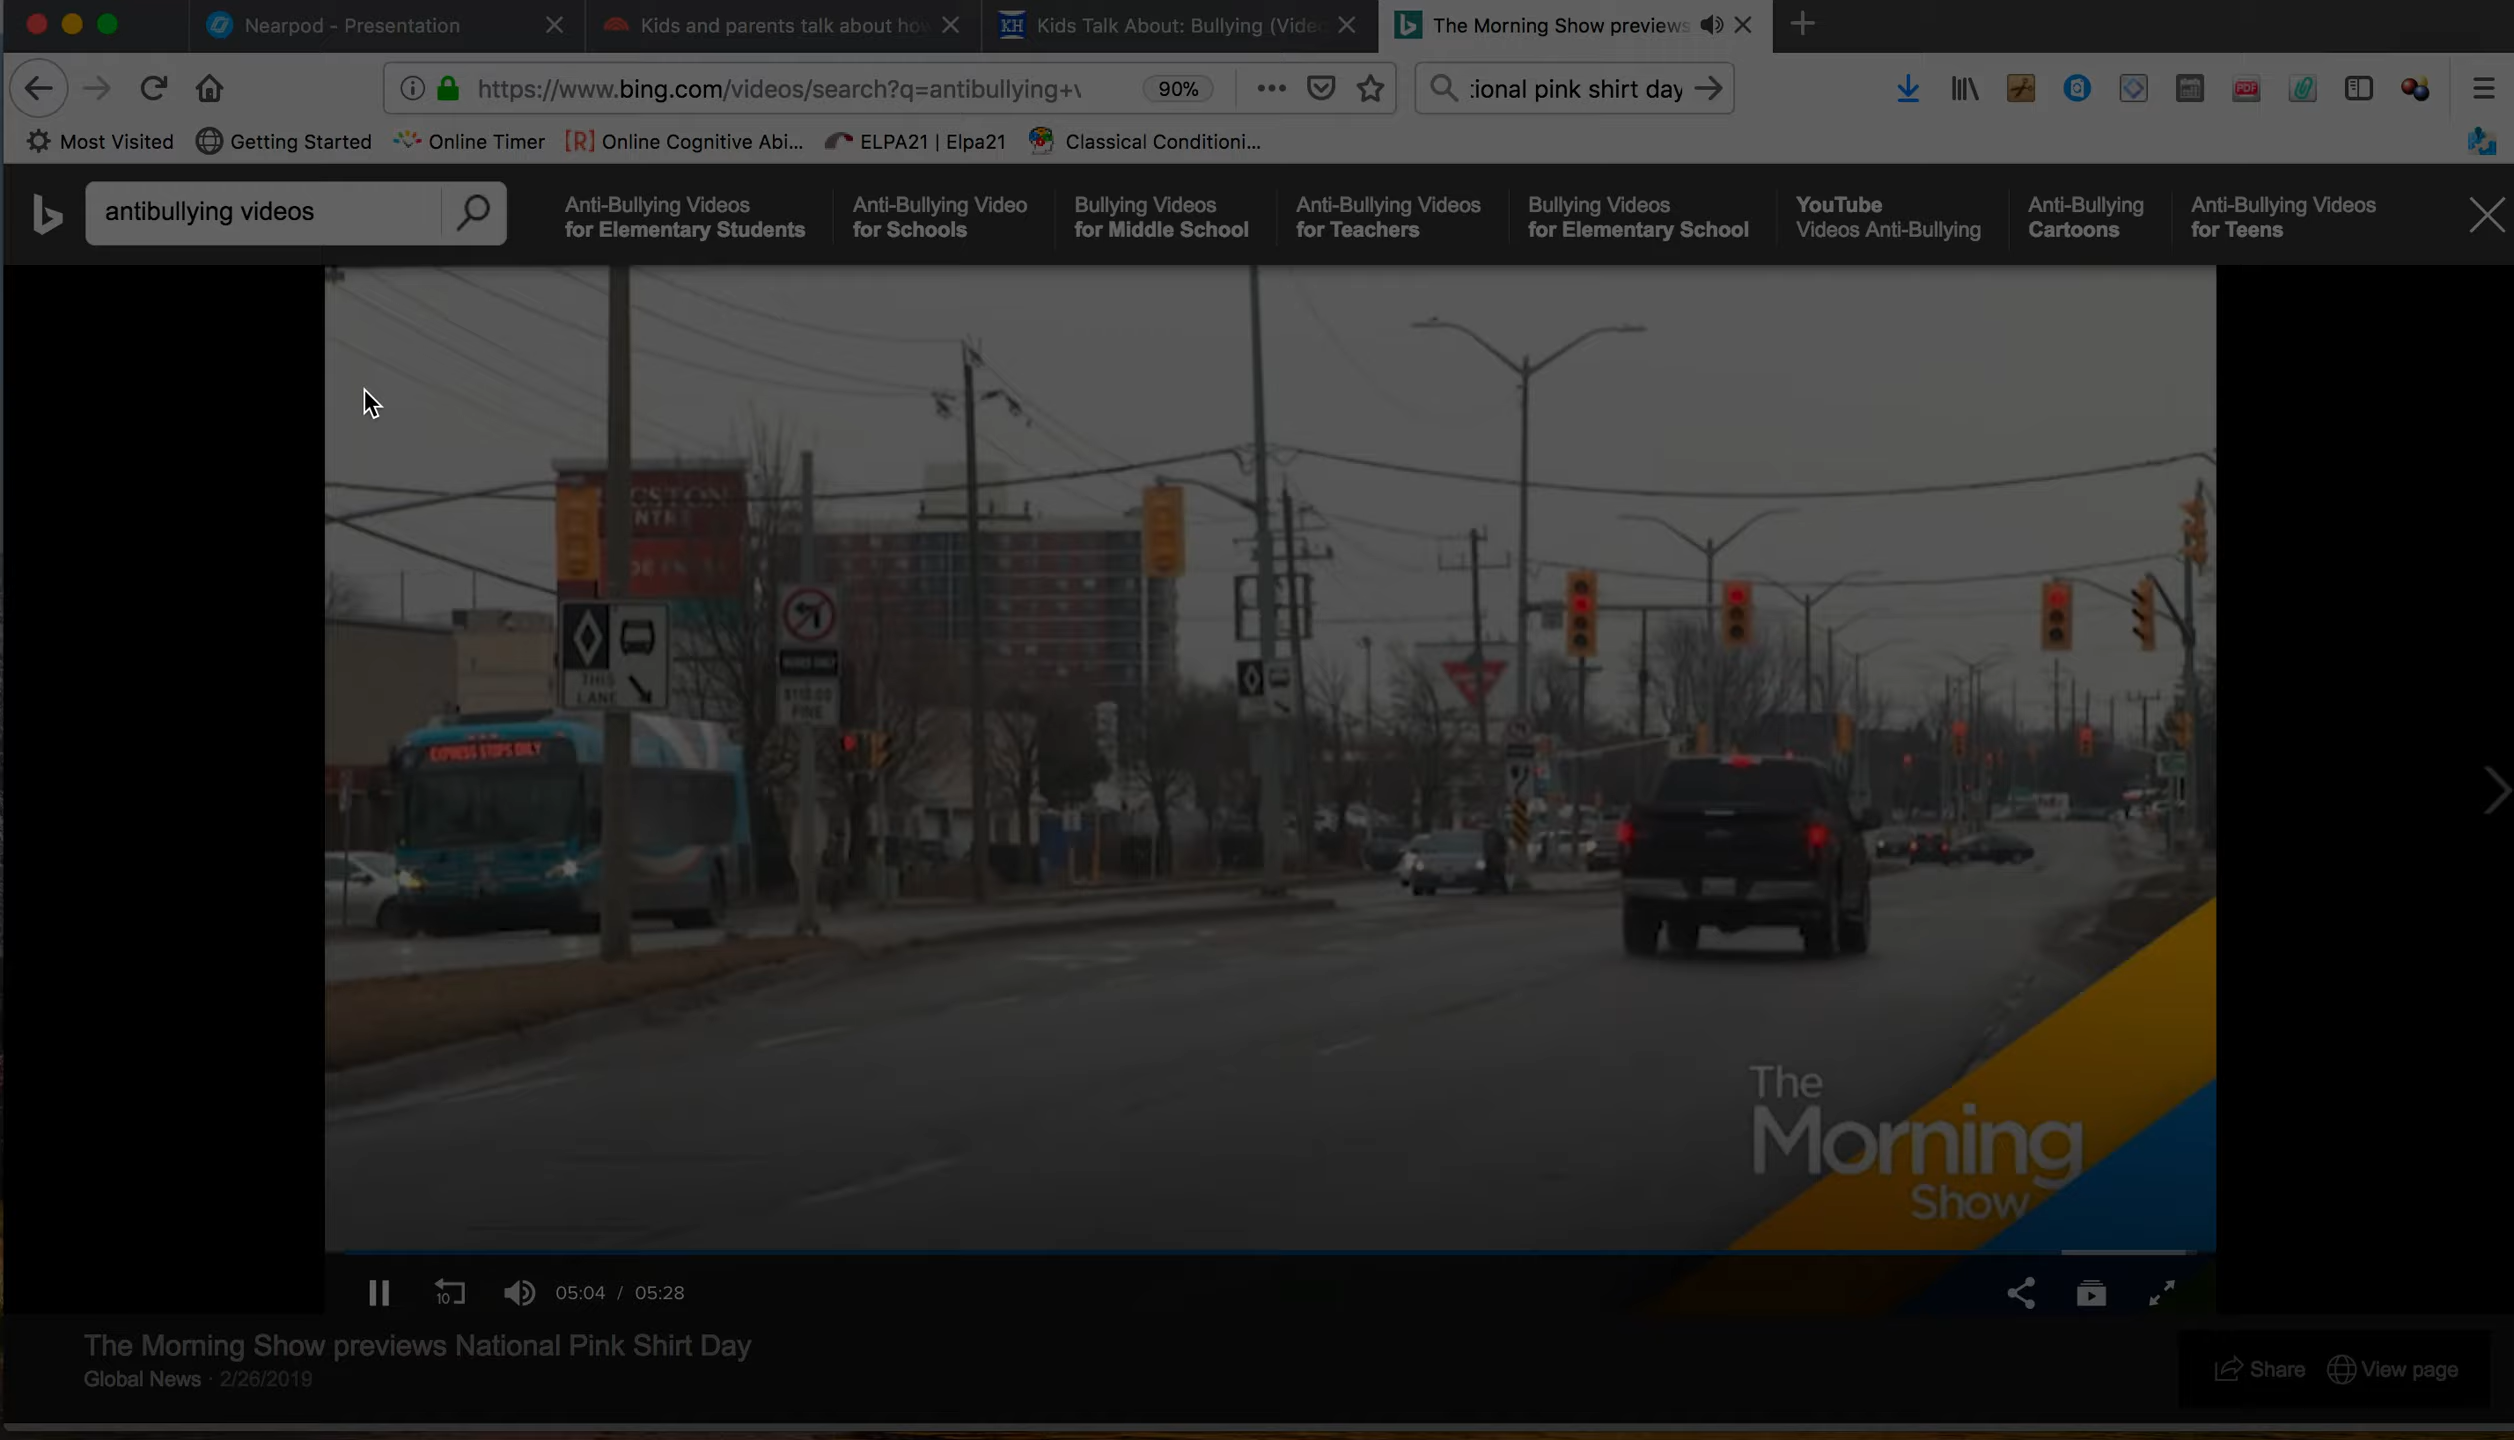 Nearpod - Presentation
Kids and parents talk about how
Kids Talk About: Bullying (Vide
The Morning Show previews
https://www.bing.com/videos/search?q=antibullying+v
90%
ional pink shirt day
Most Visited
Getting Started
Online Timer
[R] Online Cognitive Abi...
ELPA21 | Elpa21
Classical Conditioni...
antibullying videos
Anti-Bullying Videos
for Elementary Students
Anti-Bullying Video
for Schools
Bullying Videos
for Middle School
Anti-Bullying Videos
for Teachers
Bullying Videos
for Elementary School
YouTube
Videos Anti-Bullying
Anti-Bullying
Cartoons
Anti-Bullying Videos
for Teens
THIS
LANE
$110.00
FINE
EXPRESS STOPS ONLY
The
Morning
Show
10
05:04 / 05:28
The Morning Show previews National Pink Shirt Day
Global News · 2/26/2019
Share
View page